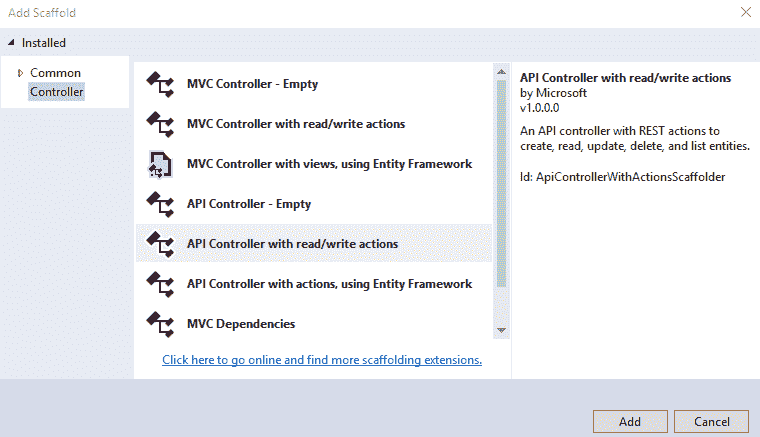 Add Scaffold
Installed
Common
Controller
MVC Controller - Empty
MVC Controller with read/write actions
MVC Controller with views, using Entity Framework
API Controller - Empty
API Controller with read/write actions
API Controller with actions, using Entity Framework
MVC Dependencies
Click here to go online and find more scaffolding extensions.
API Controller with read/write actions
by Microsoft
v1.0.0.0
An API controller with REST actions to
create, read, update, delete, and list entities.
Id: ApiControllerWithActionsScaffolder
Add
Cancel